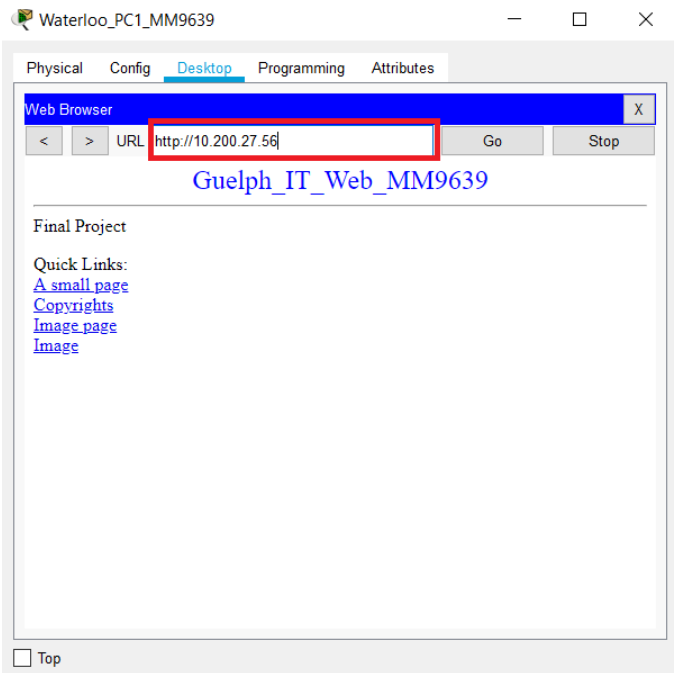 Waterloo_PC1_MM9639
Physical Config Desktop Programming Attributes
Web Browser X
< > URL http://10.200.27.56 Go Stop
Guelph_IT_Web_MM9639
Final Project
Quick Links:
A small page
Copyrights
Image page
Image
Top